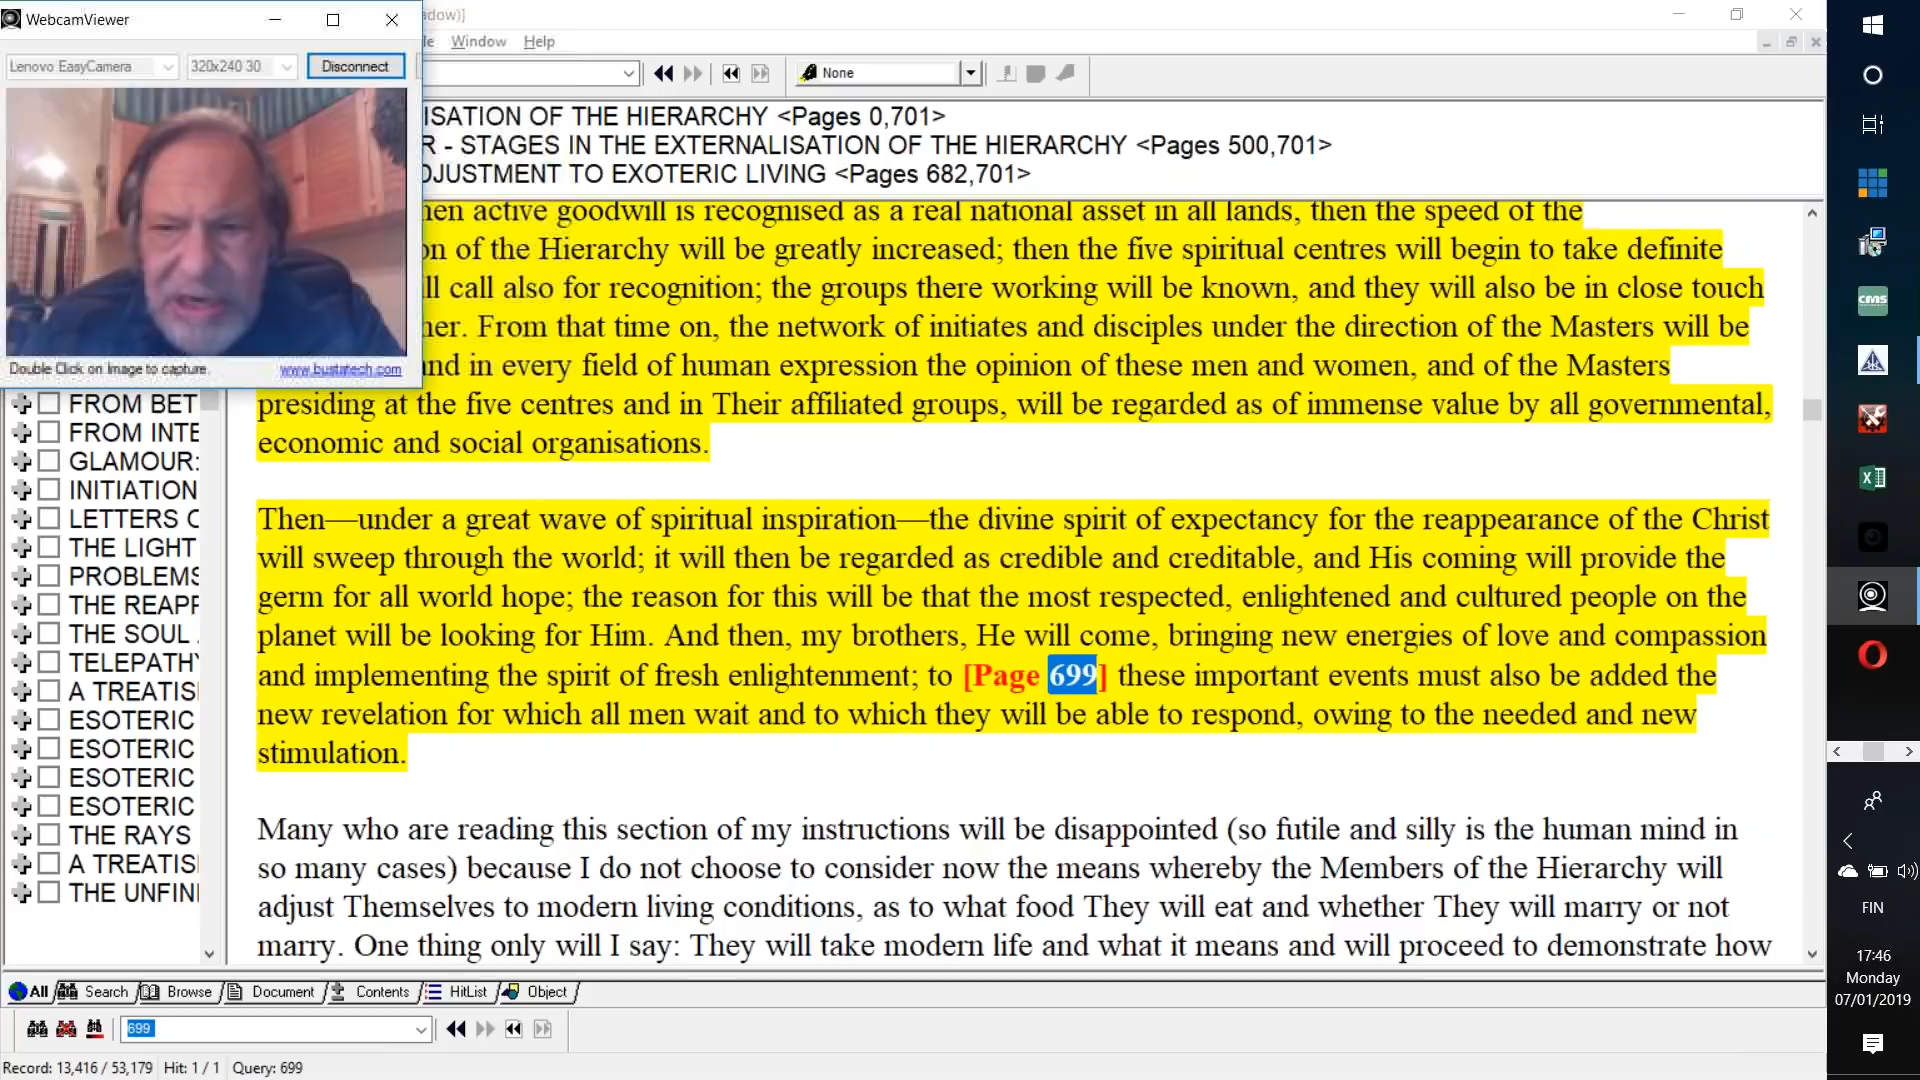 WebcamViewer
Lenovo EasyCamera
320x240 30
Disconnect
Double Click on Image to capture.
www.bustatech.com
adow)]
Window
Help
None
ISATION OF THE HIERARCHY <Pages 0,701>
R - STAGES IN THE EXTERNALISATION OF THE HIERARCHY <Pages 500,701>
DJUSTMENT TO EXOTERIC LIVING <Pages 682,701>
hen active goodwill is recognised as a real national asset in all lands, then the speed of the
on of the Hierarchy will be greatly increased; then the five spiritual centres will begin to take definite
ll call also for recognition; the groups there working will be known, and they will also be in close touch
her. From that time on, the network of initiates and disciples under the direction of the Masters will be
nd in every field of human expression the opinion of these men and women, and of the Masters
presiding at the five centres and in Their affiliated groups, will be regarded as of immense value by all governmental,
economic and social organisations.
Then—under a great wave of spiritual inspiration—the divine spirit of expectancy for the reappearance of the Christ
will sweep through the world; it will then be regarded as credible and creditable, and His coming will provide the
germ for all world hope; the reason for this will be that the most respected, enlightened and cultured people on the
planet will be looking for Him. And then, my brothers, He will come, bringing new energies of love and compassion
and implementing the spirit of fresh enlightenment; to [Page 699] these important events must also be added the
new revelation for which all men wait and to which they will be able to respond, owing to the needed and new
stimulation.
Many who are reading this section of my instructions will be disappointed (so futile and silly is the human mind in
so many cases) because I do not choose to consider now the means whereby the Members of the Hierarchy will
adjust Themselves to modern living conditions, as to what food They will eat and whether They will marry or not
marry. One thing only will I say: They will take modern life and what it means and will proceed to demonstrate how
FROM BET
FROM INTE
GLAMOUR:
INITIATION
LETTERS O
THE LIGHT
PROBLEMS
THE REAPP
THE SOUL
TELEPATHY
A TREATIS
ESOTERIC
ESOTERIC
ESOTERIC
ESOTERIC
THE RAYS
A TREATIS
THE UNFIN
All
Search
Browse
Document
Contents
HitList
Object
699
Record: 13,416 / 53,179
Hit: 1 / 1
Query: 699
cms
FIN
17:46
Monday
07/01/2019